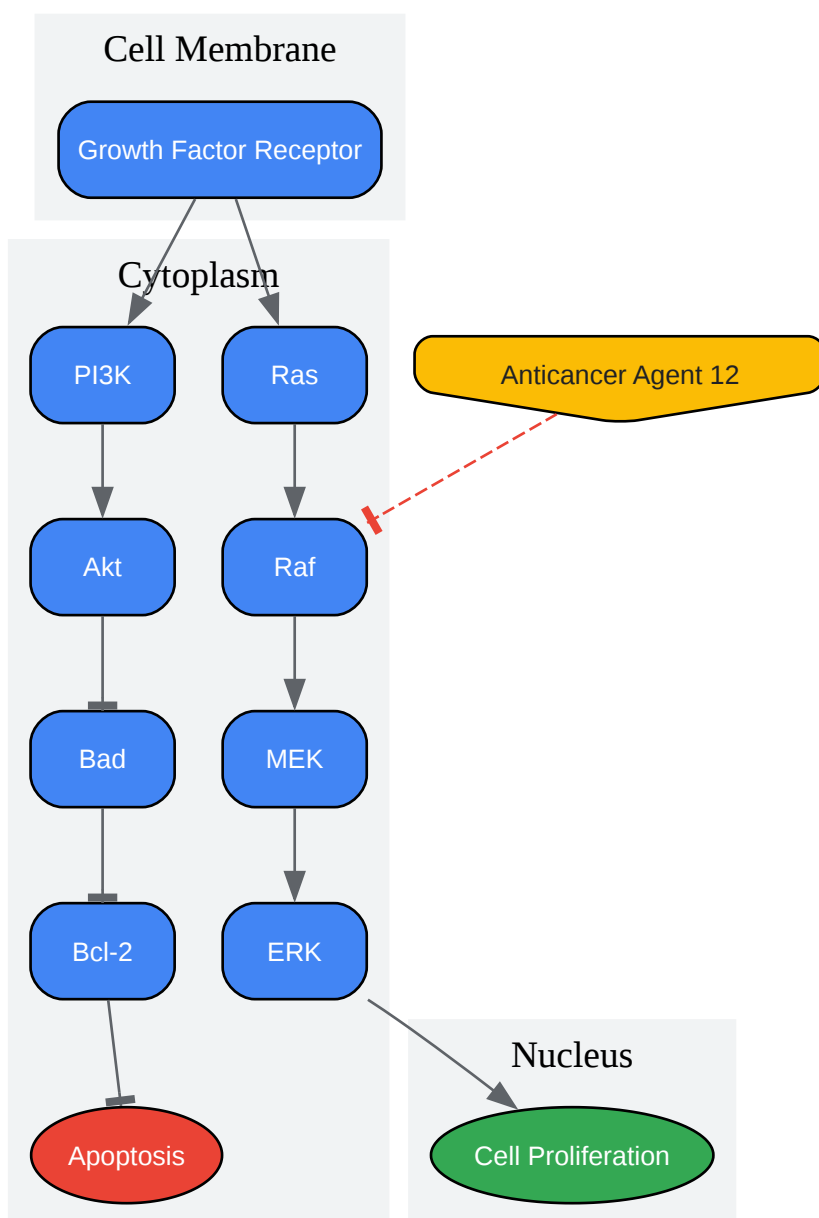 Cell Membrane
Growth Factor Receptor
Cytoplasm
PI3K
Ras
Anticancer Agent 12
Akt
Raf
Bad
MEK
Bcl-2
ERK
Nucleus
Apoptosis
Cell Proliferation